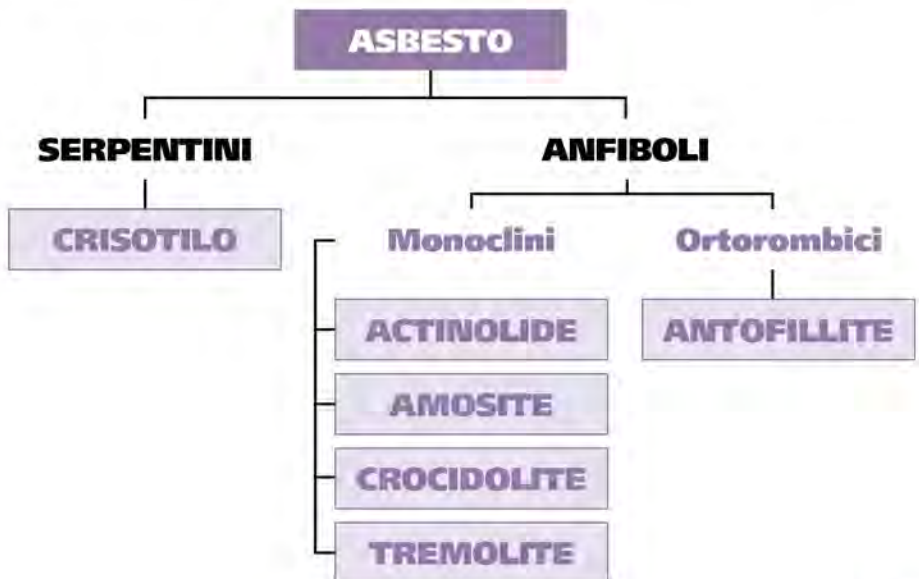 ASBESTO
SERPENTINI
ANFIBOLI
CRISOTILO
Monoclini
Ortorombici
ACTINOLIDE
ANTOFILLITE
AMOSITE
CROCIDOLITE
TREMOLITE